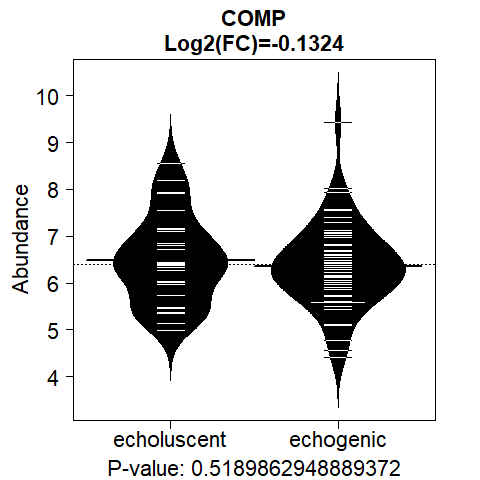 COMP
Log2(FC)=-0.1324
Abundance
10
9
8
7
6
5
4
echoluscent
echogenic
P-value: 0.5189862948889372